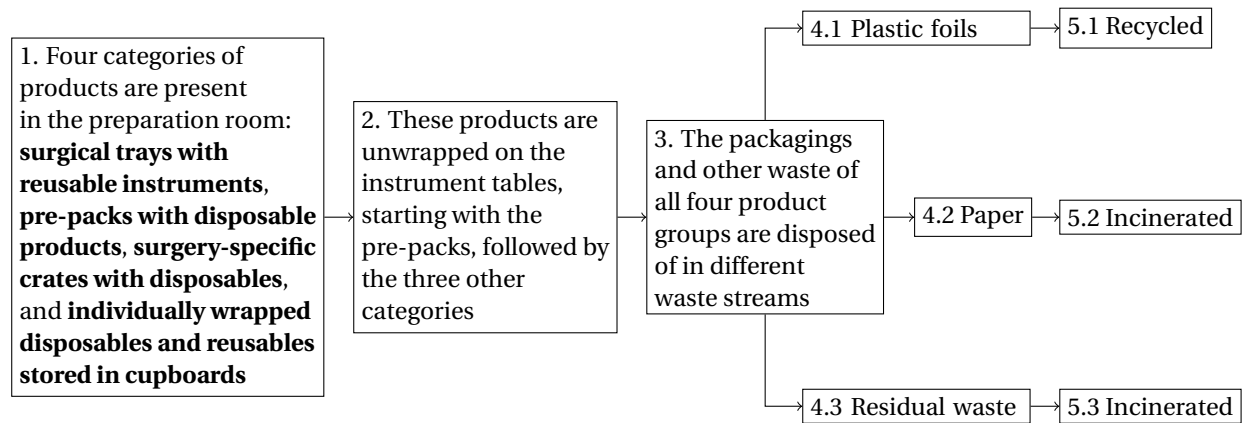 1. Four categories of
products are present
in the preparation room:
surgical trays with
reusable instruments,
pre-packs with disposable
products, surgery-specific
crates with disposables,
and individually wrapped
disposables and reusables
stored in cupboards
2. These products are
unwrapped on the
instrument tables,
starting with the
pre-packs, followed by
the three other
categories
3. The packagings
and other waste of
all four product
groups are disposed
of in different
waste streams
4.1 Plastic foils
5.1 Recycled
4.2 Paper
5.2 Incinerated
4.3 Residual waste
5.3 Incinerated